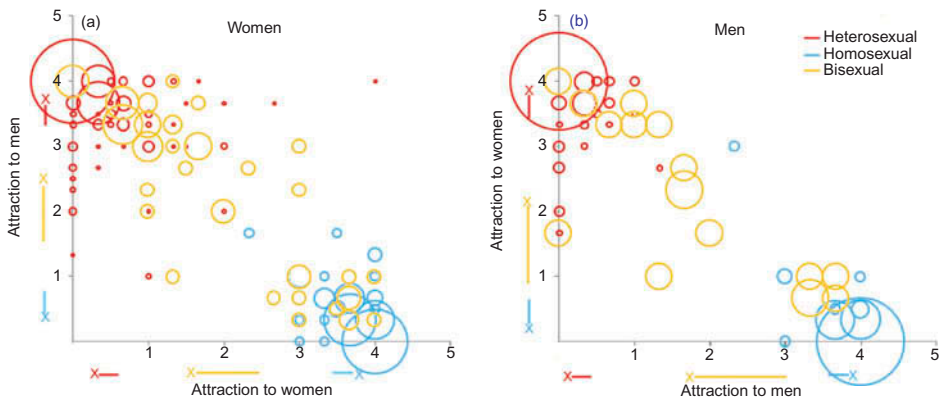 (a)
Women
Attraction to men
5
4
3
2
1
1
2
3
4
5
X
X
X
X
X
X
Attraction to women
(b)
Men
Heterosexual
Homosexual
Bisexual
Attraction to women
5
4
3
2
1
1
2
3
4
5
X
X
X
X
X
X
Attraction to men